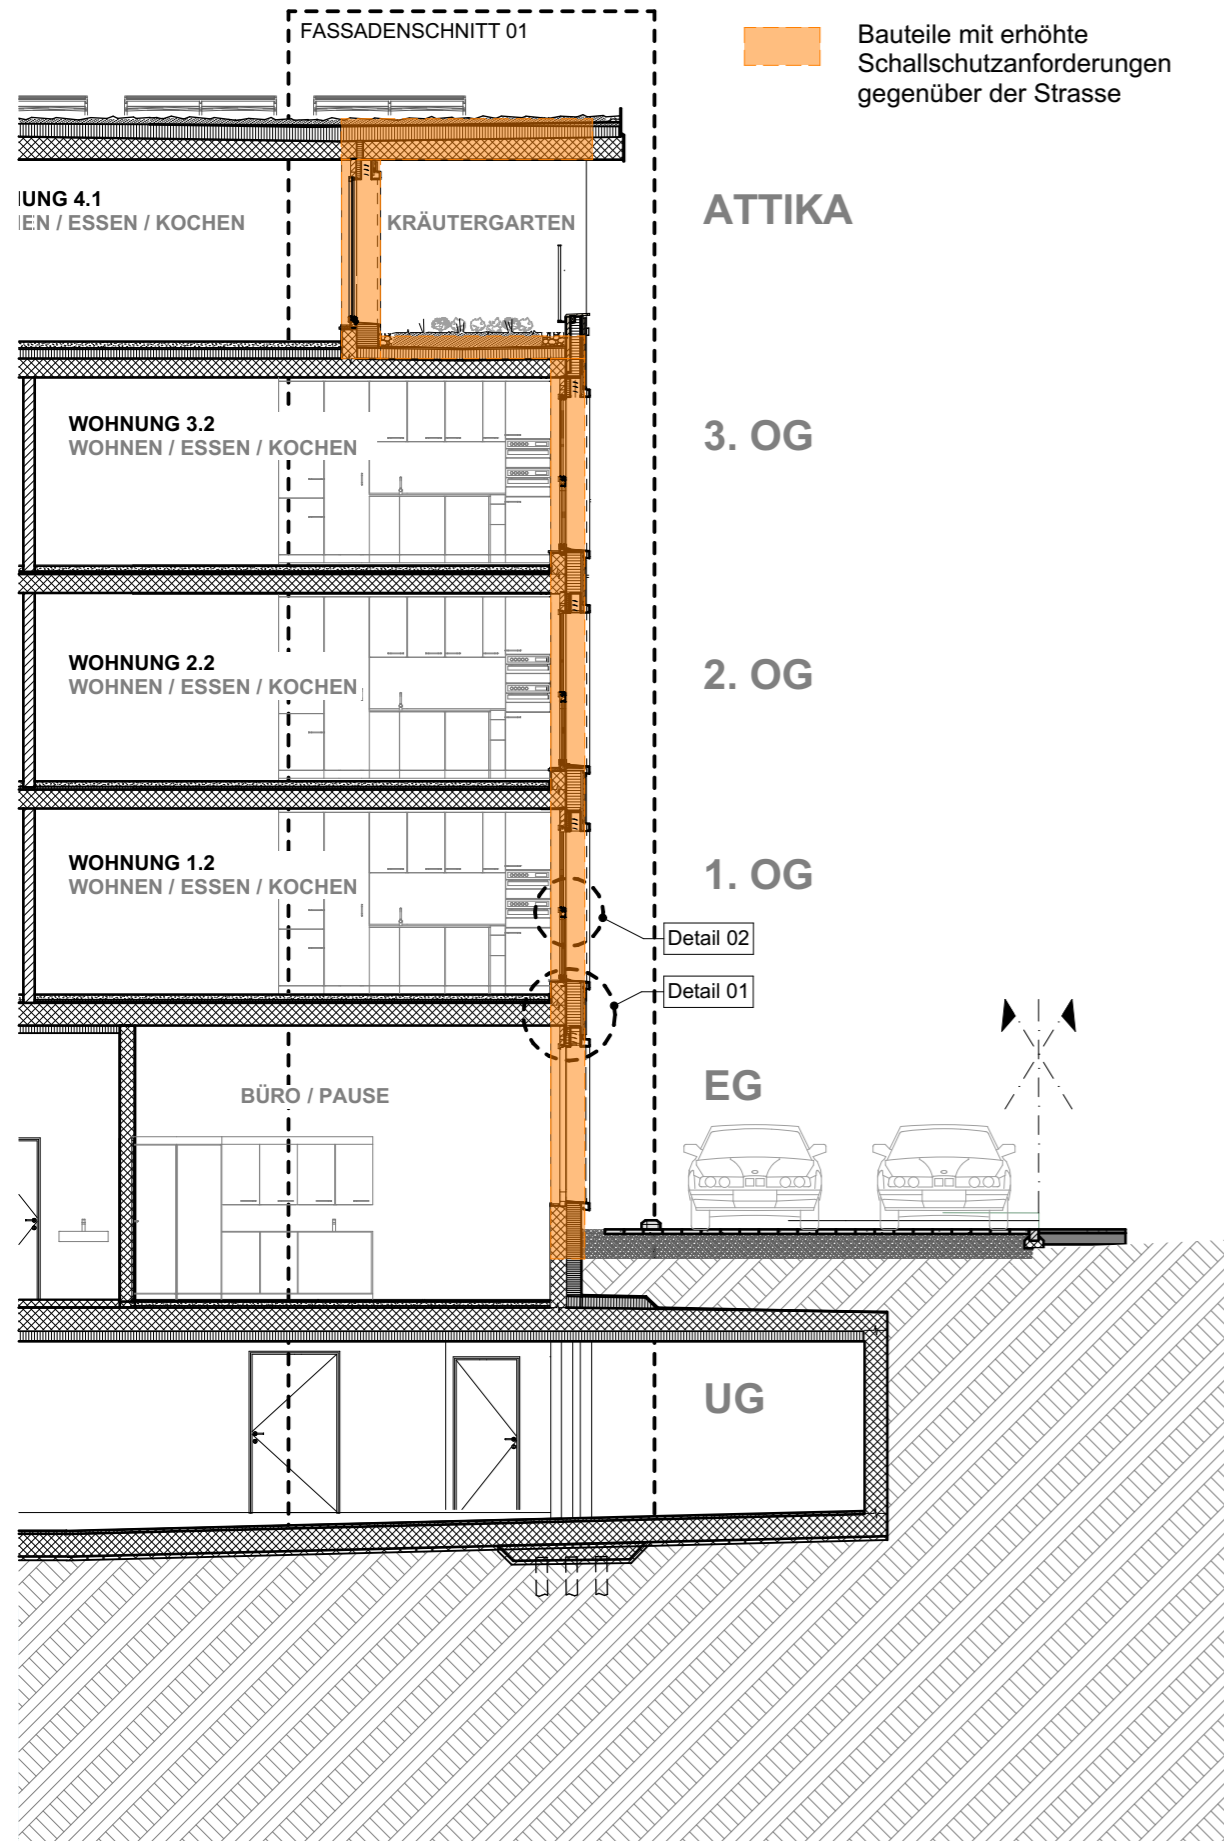 FASSADENSCHNITT 01
Bauteile mit erhöhte
Schallschutzanforderungen
gegenüber der Strasse
UNG 4.1
EN / ESSEN / KOCHEN
KRÄUTERGARTEN
ATTIKA
WOHNUNG 3.2
WOHNEN / ESSEN / KOCHEN
3. OG
WOHNUNG 2.2
WOHNEN / ESSEN / KOCHEN
2. OG
WOHNUNG 1.2
WOHNEN / ESSEN / KOCHEN
1. OG
Detail 02
Detail 01
BÜRO / PAUSE
EG
UG